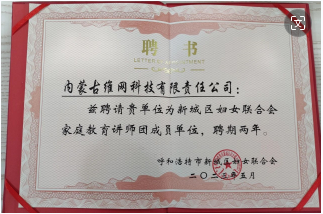 聘 书
LETTER OF APPOINTMENT
内蒙古维网科技有限责任公司：
兹聘请贵单位为新城区妇女联合会
家庭教育讲师团成员单位，聘期两年。
呼和浩特市新城区妇女联合会
二〇二三年五月